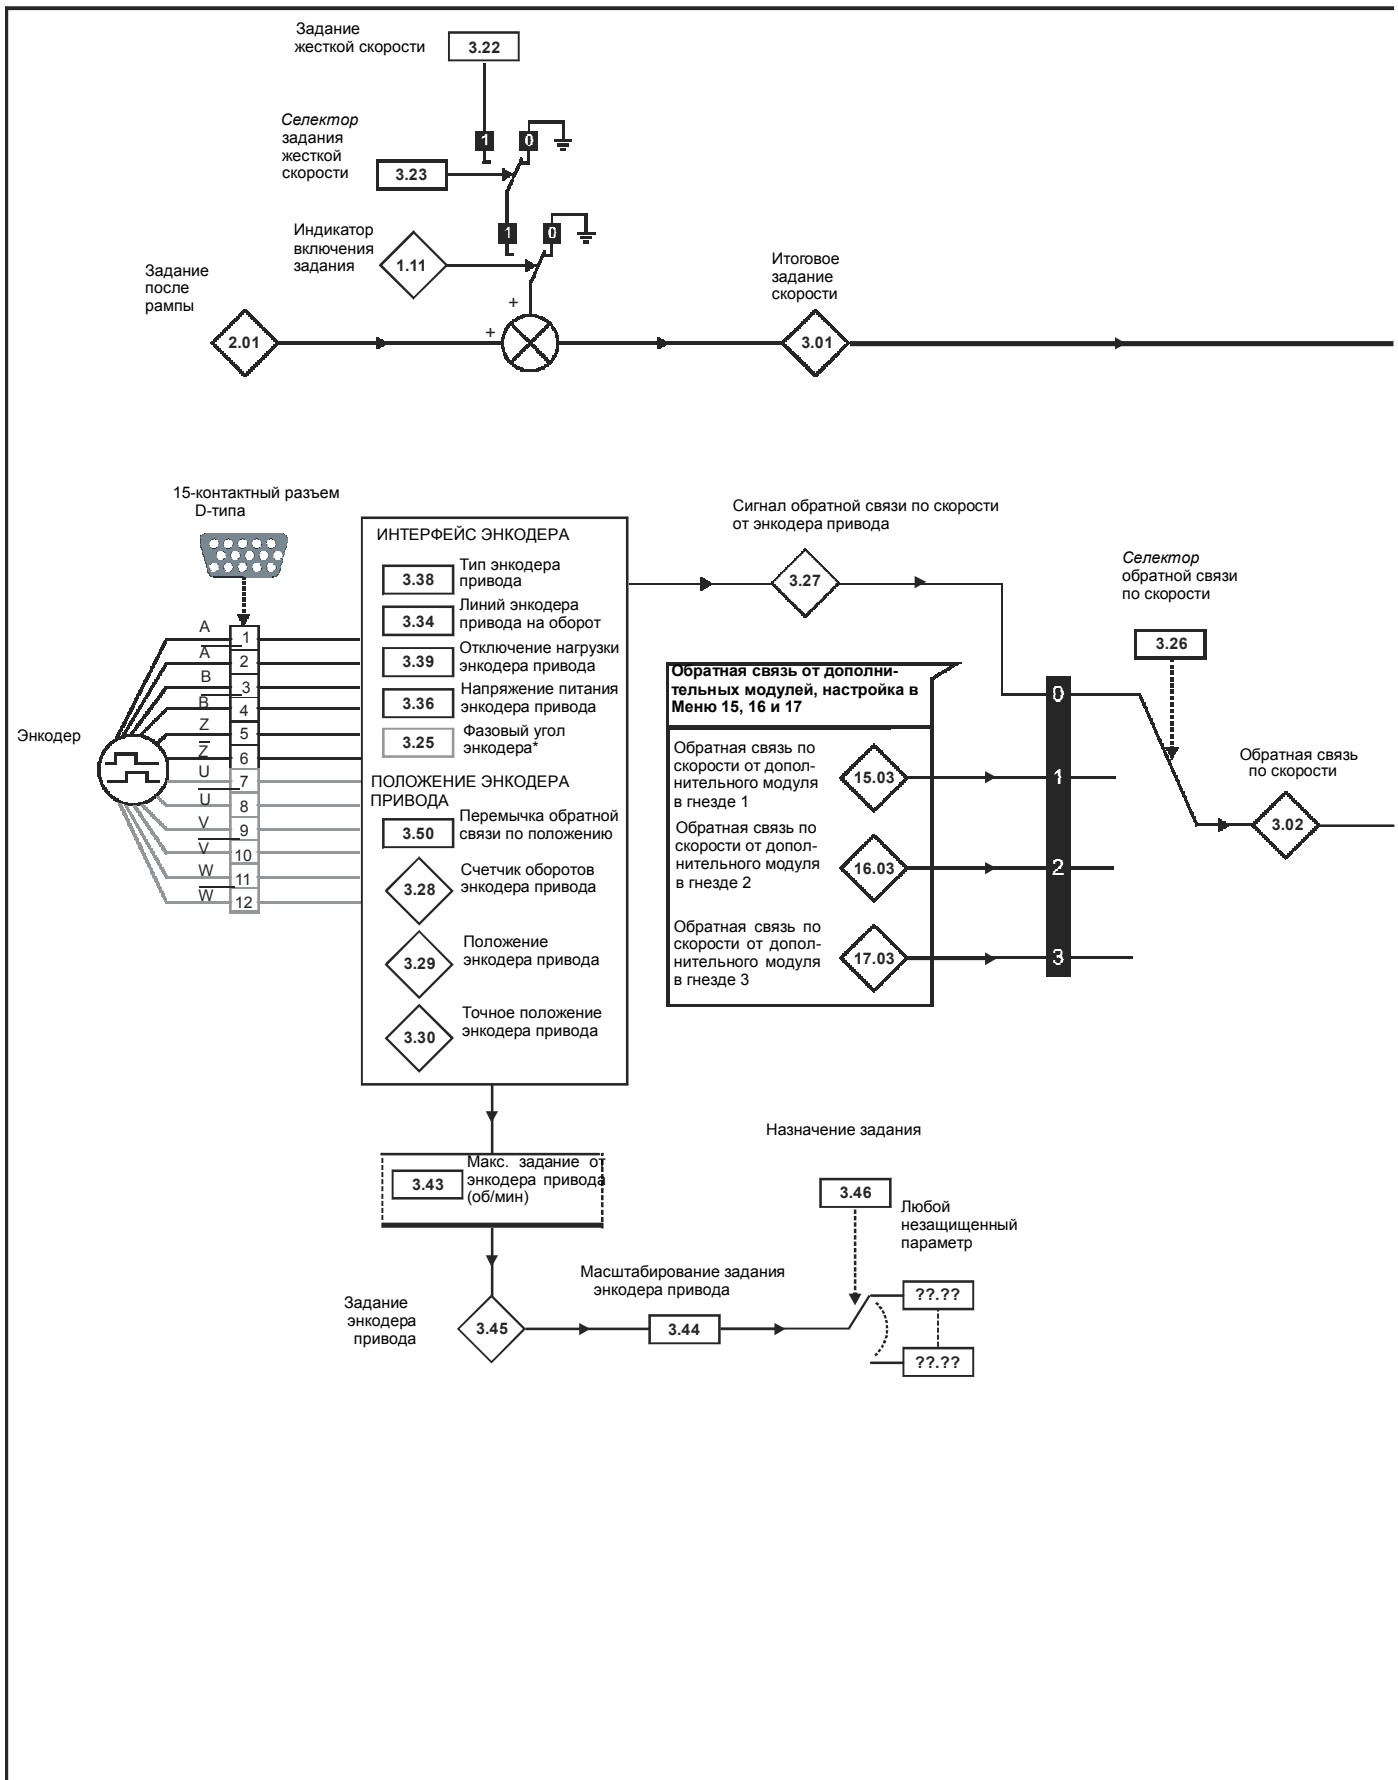 Задание
жесткой скорости
3.22
Селектор
задания
жесткой
скорости
1
0
3.23
Индикатор
включения
задания
1
0
1.11
Задание
после
рампы
+
+
Итоговое
задание
скорости
2.01
3.01
15-контактный разъем
D-типа
Энкодер
A
1
A
2
B
3
B
4
Z
5
Z
6
U
7
U
8
V
9
V
10
W
11
W
12
ИНТЕРФЕЙС ЭНКОДЕРА
3.38
Тип энкодера
привода
3.34
Линий энкодера
привода на оборот
3.39
Отключение нагрузки
энкодера привода
3.36
Напряжение питания
энкодера привода
3.25
Фазовый угол
энкодера*
ПОЛОЖЕНИЕ ЭНКОДЕРА
ПРИВОДА
3.50
Перемычка обратной
связи по положению
3.28
Счетчик оборотов
энкодера привода
3.29
Положение
энкодера привода
3.30
Точное положение
энкодера привода
Сигнал обратной связи по скорости
от энкодера привода
3.27
Обратная связь от дополни-
тельных модулей, настройка в
Меню 15, 16 и 17
Обратная связь по
скорости от допол-
нительного модуля
в гнезде 1
15.03
Обратная связь по
скорости от допол-
нительного модуля
в гнезде 2
16.03
Обратная связь по
скорости от допол-
нительного модуля
в гнезде 3
17.03
0
1
2
3
Селектор
обратной связи
по скорости
3.26
Обратная связь
по скорости
3.02
3.43
Макс. задание от
энкодера привода
(об/мин)
Задание
энкодера
привода
3.45
Масштабирование задания
энкодера привода
3.44
Назначение задания
3.46
Любой
незащищенный
параметр
??.??
??.??